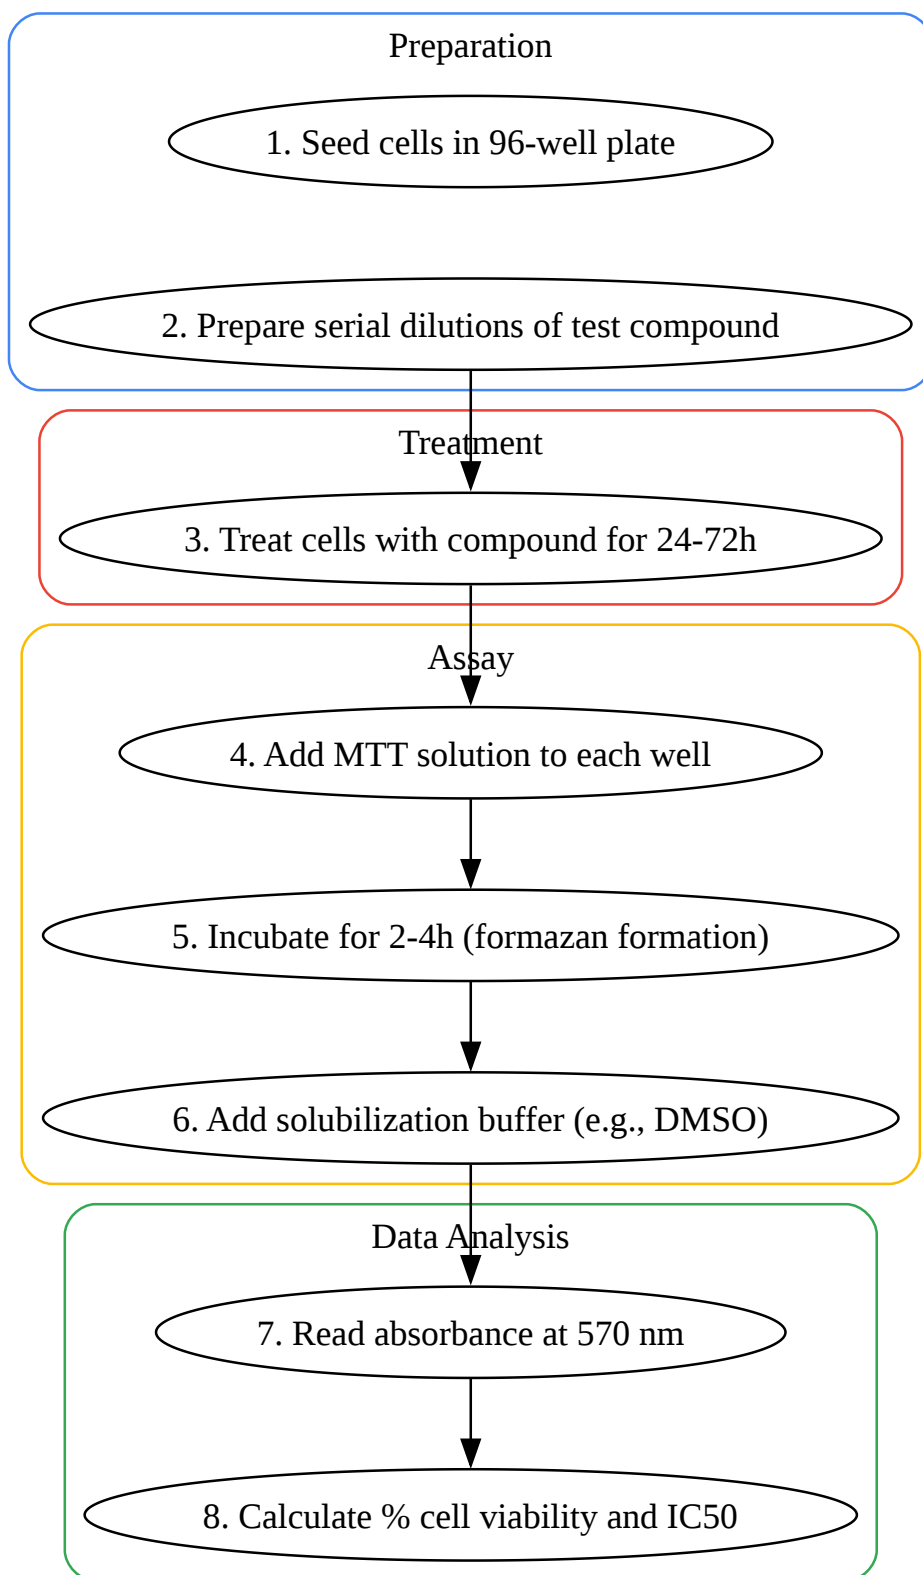 Preparation
1. Seed cells in 96-well plate
2. Prepare serial dilutions of test compound
Treatment
3. Treat cells with compound for 24-72h
Assay
4. Add MTT solution to each well
5. Incubate for 2-4h (formazan formation)
6. Add solubilization buffer (e.g., DMSO)
Data Analysis
7. Read absorbance at 570 nm
8. Calculate % cell viability and IC50